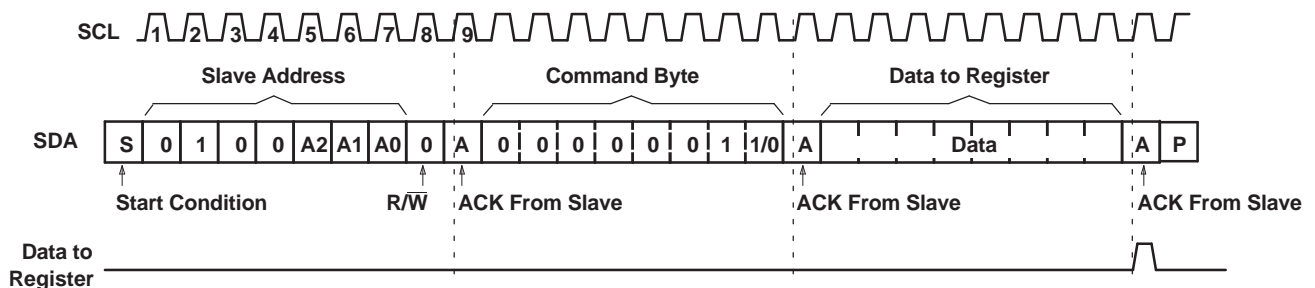 SCL 1 2 3 4 5 6 7 8 9
Slave Address Command Byte Data to Register
SDA S 0 1 0 0 A2 A1 A0 0 A 0 0 0 0 0 0 1 1/0 A Data A P
Start Condition R/W ACK From Slave ACK From Slave ACK From Slave
Data to
Register